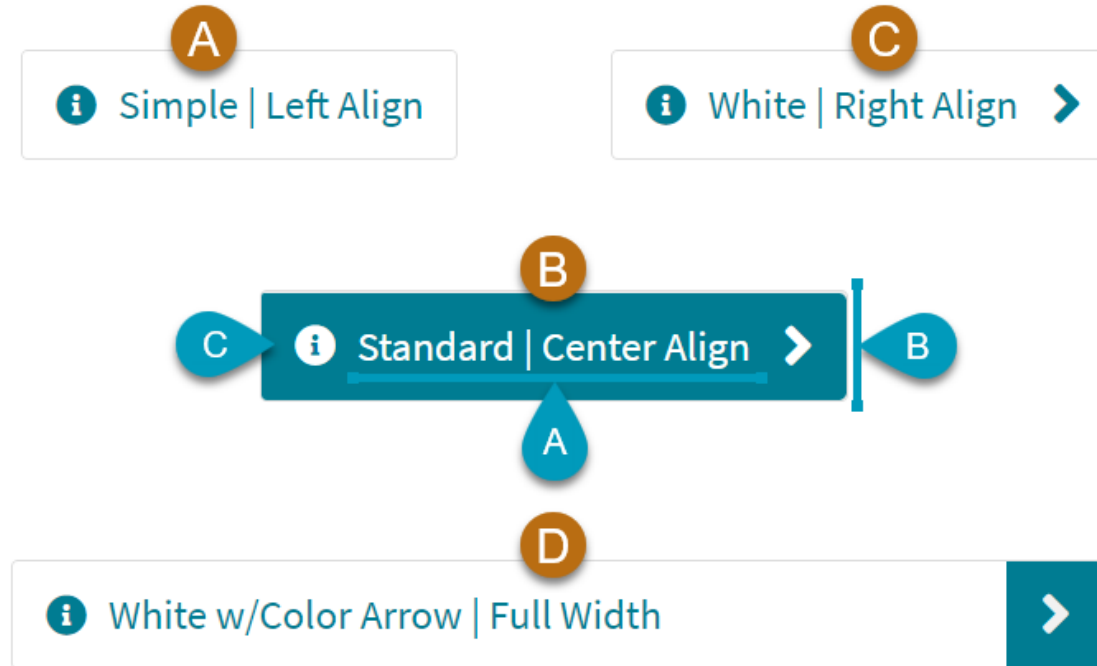 A
C
Simple | Left Align
White | Right Align
B
C
Standard | Center Align
B
A
D
White w/Color Arrow | Full Width